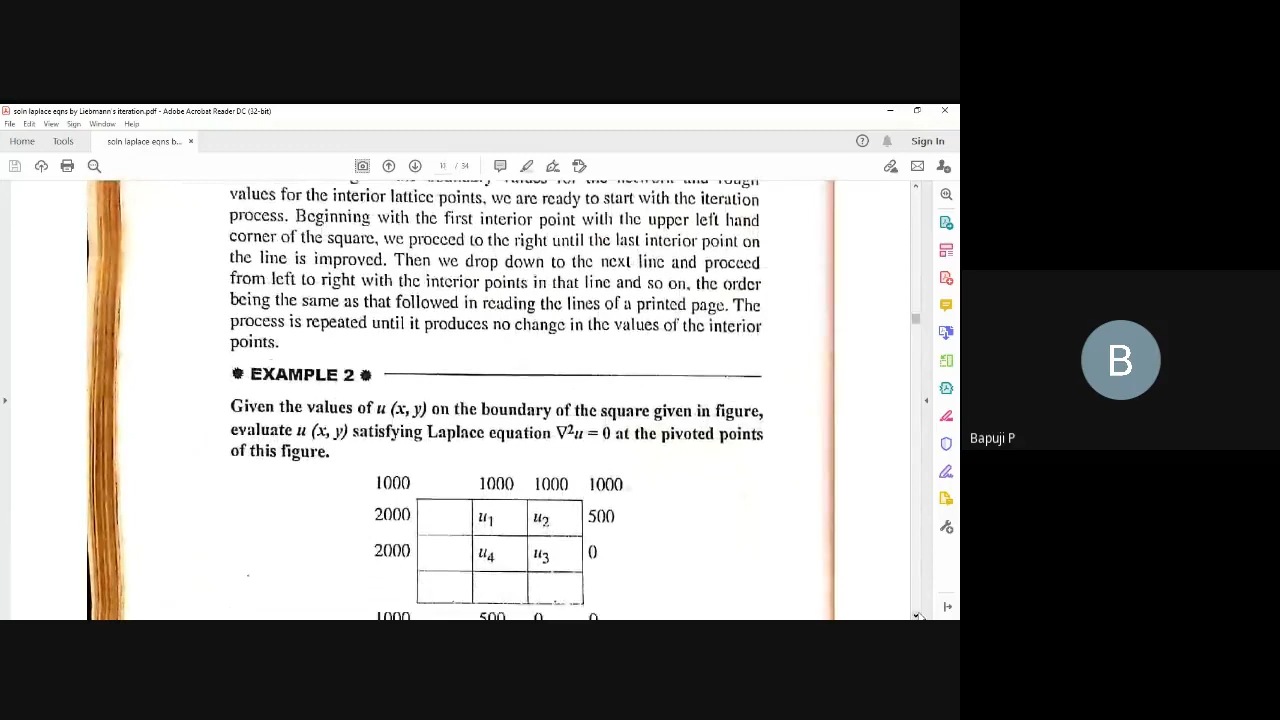 soln laplace eqns by Liebmann's iteration.pdf - Adobe Acrobat Reader DC (32-bit)
File Edit View Sign Window Help
Home Tools soln laplace eqns b... × Sign In
11 / 34
values for the interior lattice points, we are ready to start with the iteration
process. Beginning with the first interior point with the upper left hand
corner of the square, we proceed to the right until the last interior point on
the line is improved. Then we drop down to the next line and proceed
from left to right with the interior points in that line and so on, the order
being the same as that followed in reading the lines of a printed page. The
process is repeated until it produces no change in the values of the interior
points.
EXAMPLE 2
Given the values of u (x, y) on the boundary of the square given in figure,
evaluate u (x, y) satisfying Laplace equation ∇²u = 0 at the pivoted points
of this figure.
1000 1000 1000 1000
2000 u₁ u₂ 500
2000 u₄ u₃ 0
1000 500 0 0
B
Bapuji P